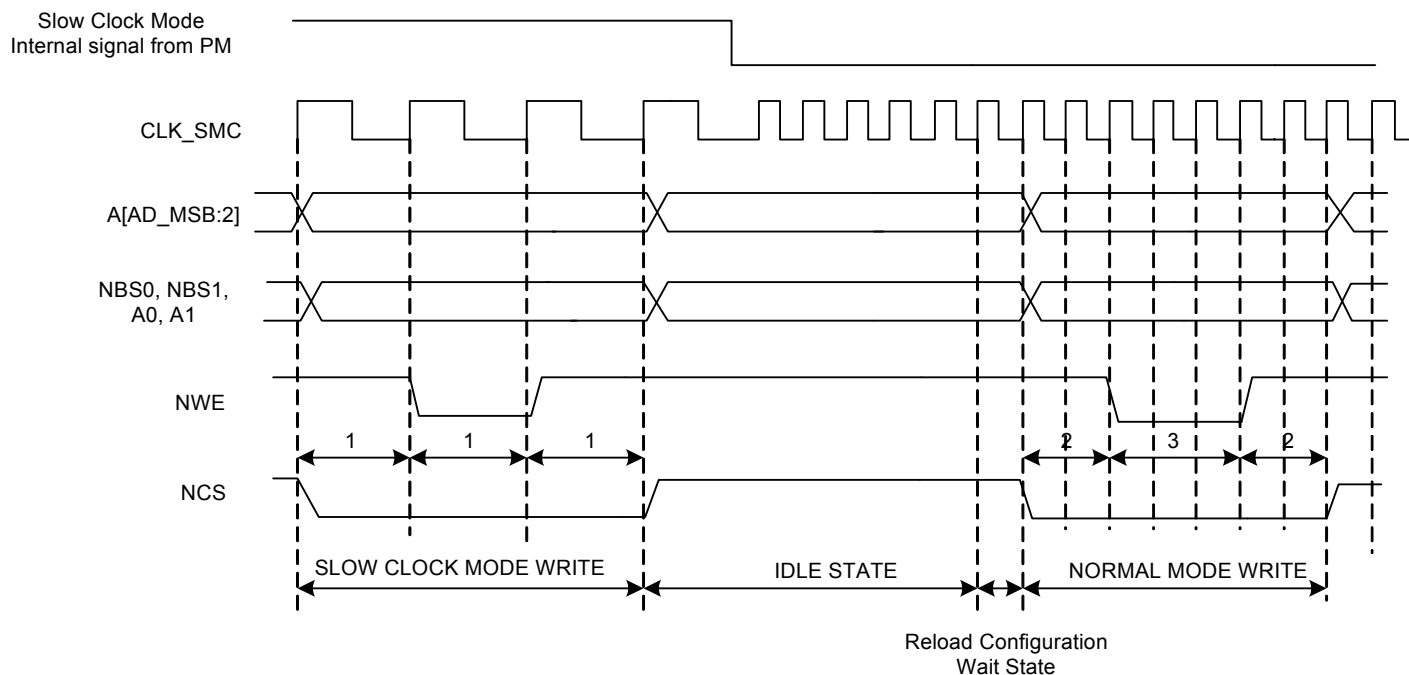 Slow Clock Mode
Internal signal from PM
CLK_SMC
A[AD_MSB:2]
NBS0, NBS1,
A0, A1
NWE
1 1 1 2 3 2
NCS
SLOW CLOCK MODE WRITE IDLE STATE NORMAL MODE WRITE
Reload Configuration
Wait State